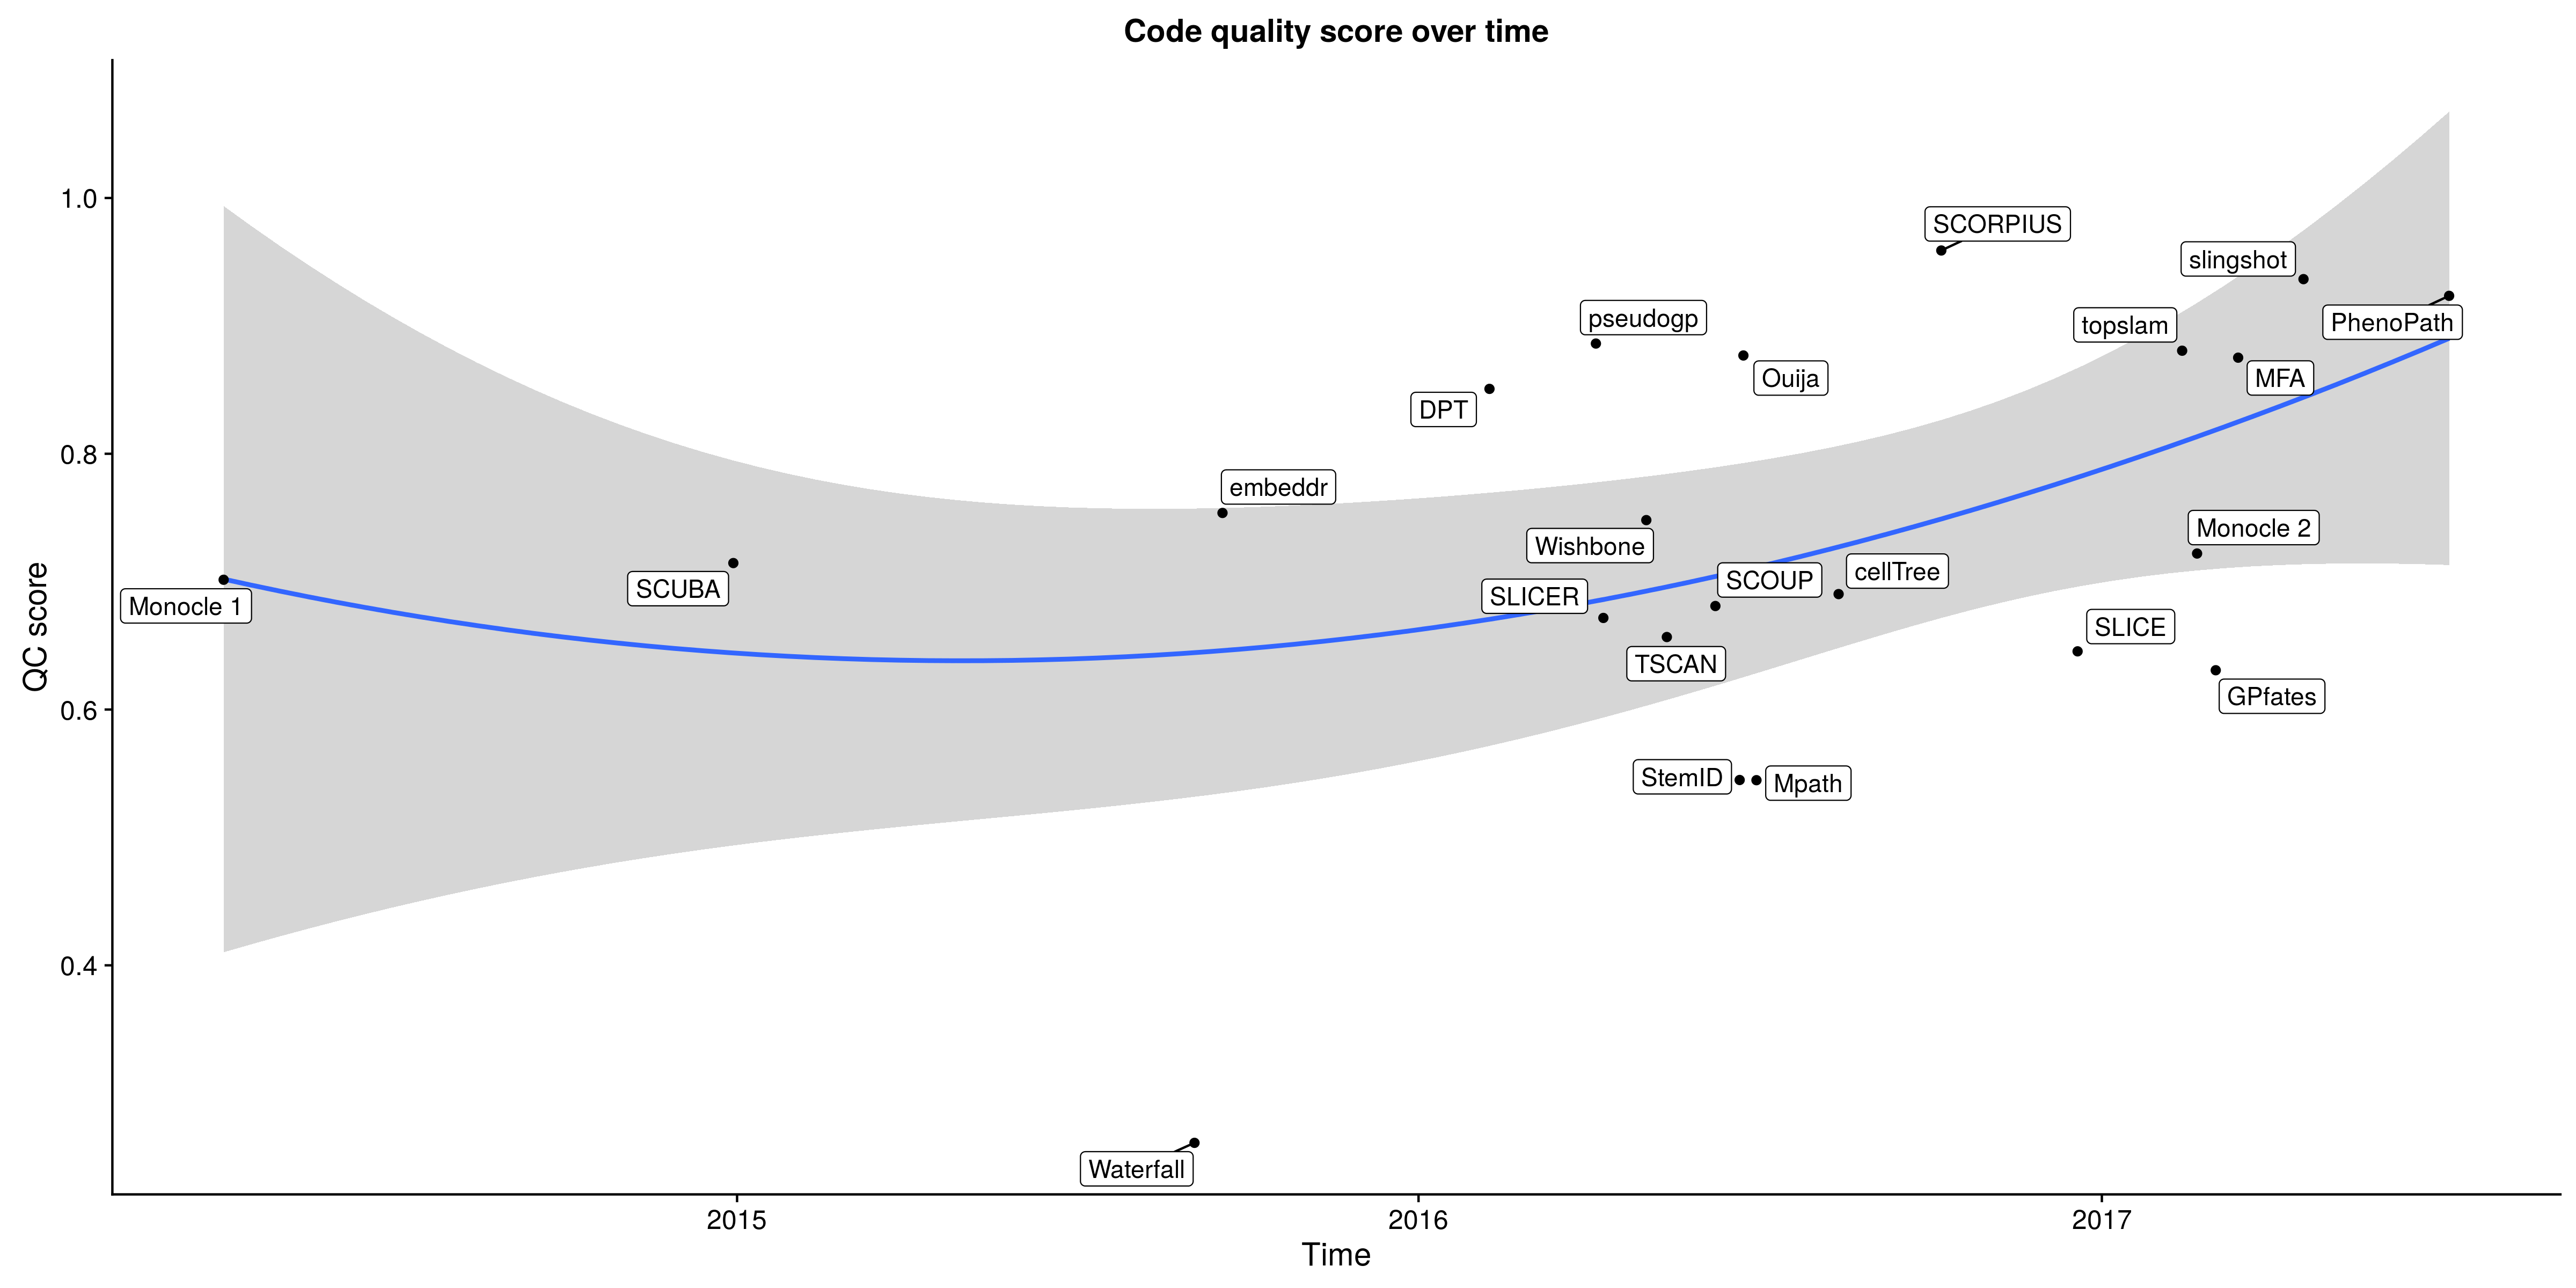 Code quality score over time
QC score
1.0
0.8
0.6
0.4
SCORPIUS
slingshot
pseudogp
topslam
PhenoPath
Ouija
MFA
DPT
embeddr
Monocle 2
Wishbone
cellTree
SCOUP
SCUBA
SLICER
Monocle 1
SLICE
TSCAN
GPfates
StemID
Mpath
Waterfall
2015
2016
2017
Time